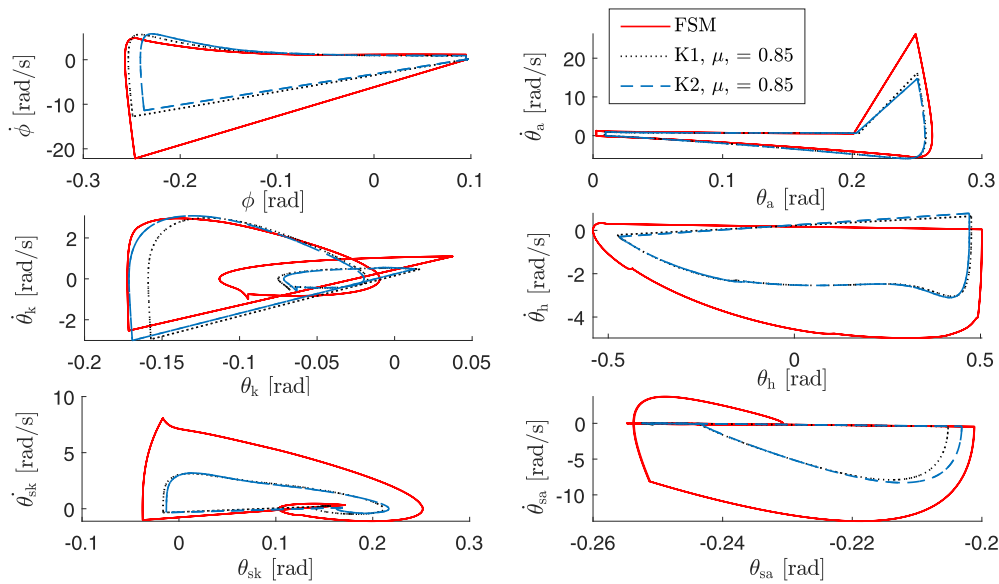 FSM
K1, μ, = 0.85
K2, μ, = 0.85
0
-10
-20
ϕ̇ [rad/s]
-0.3 -0.2 -0.1 0 0.1
ϕ [rad]
20
10
0
θ̇a [rad/s]
0 0.1 0.2 0.3
θa [rad]
2
0
-2
θ̇k [rad/s]
-0.2 -0.15 -0.1 -0.05 0 0.05
θk [rad]
0
-2
-4
θ̇h [rad/s]
-0.5 0 0.5
θh [rad]
10
5
0
θ̇sk [rad/s]
0 0.1 0.2 0.3
θsk [rad]
0
-5
-10
θ̇sa [rad/s]
-0.26 -0.24 -0.22 -0.2
θsa [rad]